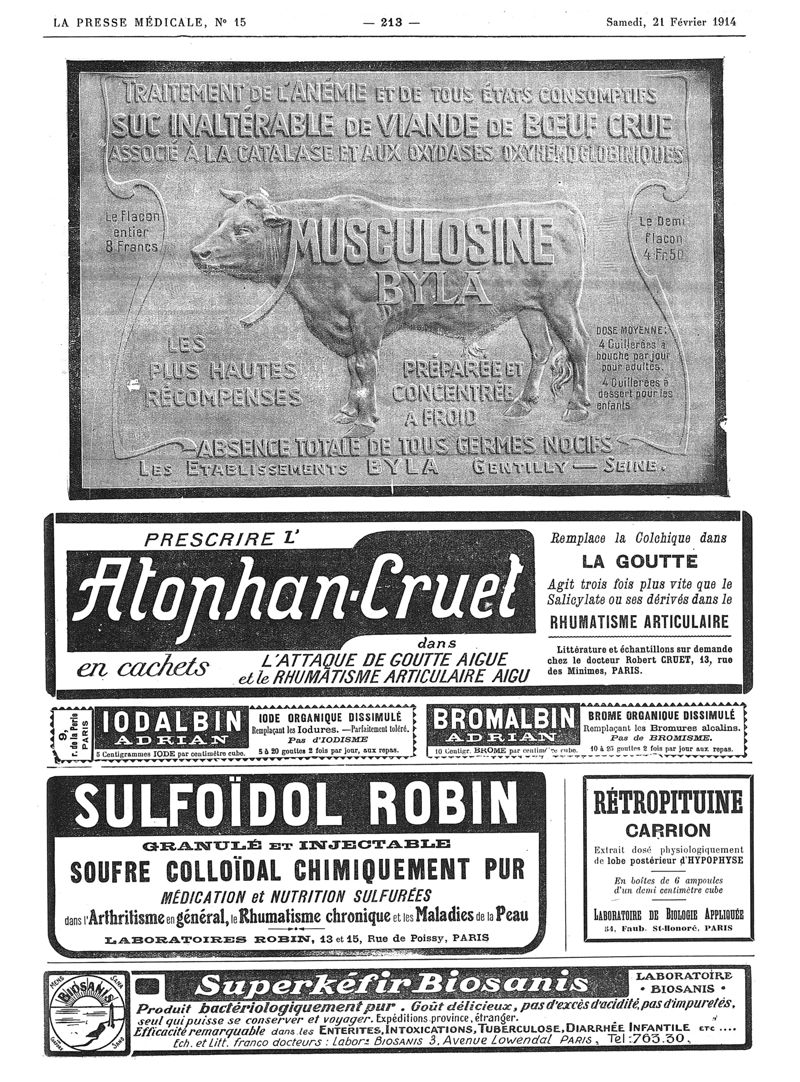 LA PRESSE MÉDICALE, Nº 15
— 213 —
Samedi, 21 Février 1914
TRAITEMENT DE L'ANÉMIE ET DE TOUS ÉTATS CONSOMPTIFS
SUC INALTÉRABLE DE VIANDE DE BŒUF CRUE
ASSOCIÉ À LA CATALASE ET AUX OXYDASES OXYHEMOGLOBINIQUES
Le Flacon
entier
8 Francs
Le Demi
flacon
4 Fr.50
MUSCULOSINE
BYLA
LES
PLUS HAUTES
RÉCOMPENSES
PRÉPARÉE ET
CONCENTRÉE
A FROID
DOSE MOYENNE:
4 Cuillerées à
bouche par jour
pour adultes.
4 Cuillerées à
dessert pour les
enfants
ABSENCE TOTALE DE TOUS GERMES NOCIFS
LES ETABLISSEMENTS BYLA GENTILLY — SEINE.
PRESCRIRE L'
Atophan-Cruet
en cachets
dans
L'ATTAQUE DE GOUTTE AIGUE
et le RHUMATISME ARTICULAIRE AIGU
Remplace la Colchique dans
LA GOUTTE
Agit trois fois plus vite que le
Salicylate ou ses dérivés dans le
RHUMATISME ARTICULAIRE
Littérature et échantillons sur demande
chez le docteur Robert CRUET, 13, rue
des Minimes, PARIS.
9,
r. de la Perle
PARIS
IODALBIN
ADRIAN
5 Centigrammes IODE par centimètre cube.
IODE ORGANIQUE DISSIMULÉ
Remplaçant les Iodures. —Parfaitement toléré.
Pas d'IODISME
5 à 20 gouttes 2 fois par jour, aux repas.
BROMALBIN
ADRIAN
10 Centigr. BROME par centimètre cube.
BROME ORGANIQUE DISSIMULÉ
Remplaçant les Bromures alcalins.
Pas de BROMISME.
10 à 25 gouttes 2 fois par jour aux repas.
SULFOÏDOL ROBIN
GRANULÉ ET INJECTABLE
SOUFRE COLLOÏDAL CHIMIQUEMENT PUR
MÉDICATION et NUTRITION SULFURÉES
dans l'Arthritisme en général, le Rhumatisme chronique et les Maladies de la Peau
LABORATOIRES ROBIN, 13 et 15, Rue de Poissy, PARIS
RÉTROPITUINE
CARRION
Extrait dosé physiologiquement
de lobe postérieur d'HYPOPHYSE
En boîtes de 6 ampoules
d'un demi centimètre cube
LABORATOIRE DE BIOLOGIE APPLIQUÉE
54, Faub. St-Honoré, PARIS
MENS SANA
BIOSANIS
SANO
Superkéfir Biosanis
LABORATOIRE
• BIOSANIS •
Produit bactériologiquement pur. Goût délicieux, pas d'excès d'acidité, pas d'impuretés,
seul qui puisse se conserver et voyager. Expéditions province, étranger.
Efficacité remarquable dans les ENTERITES, INTOXICATIONS, TUBERCULOSE, DIARRHÉE INFANTILE ETC ....
Ech. et Litt. franco docteurs : Labor.e BIOSANIS 3, Avenue Lowendal PARIS, Tel: 763.30.